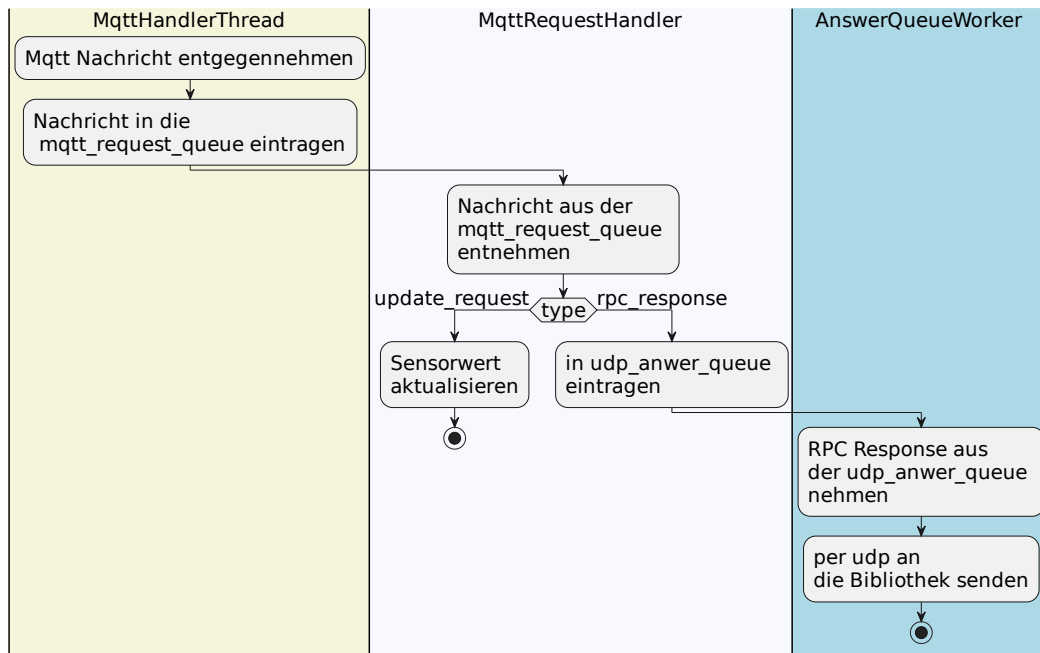 MqttHandlerThread
MqttRequestHandler
AnswerQueueWorker
Mqtt Nachricht entgegennehmen
Nachricht in die
mqtt_request_queue eintragen
Nachricht aus der
mqtt_request_queue
entnehmen
update_request
type
rpc_response
Sensorwert
aktualisieren
in udp_anwer_queue
eintragen
RPC Response aus
der udp_anwer_queue
nehmen
per udp an
die Bibliothek senden